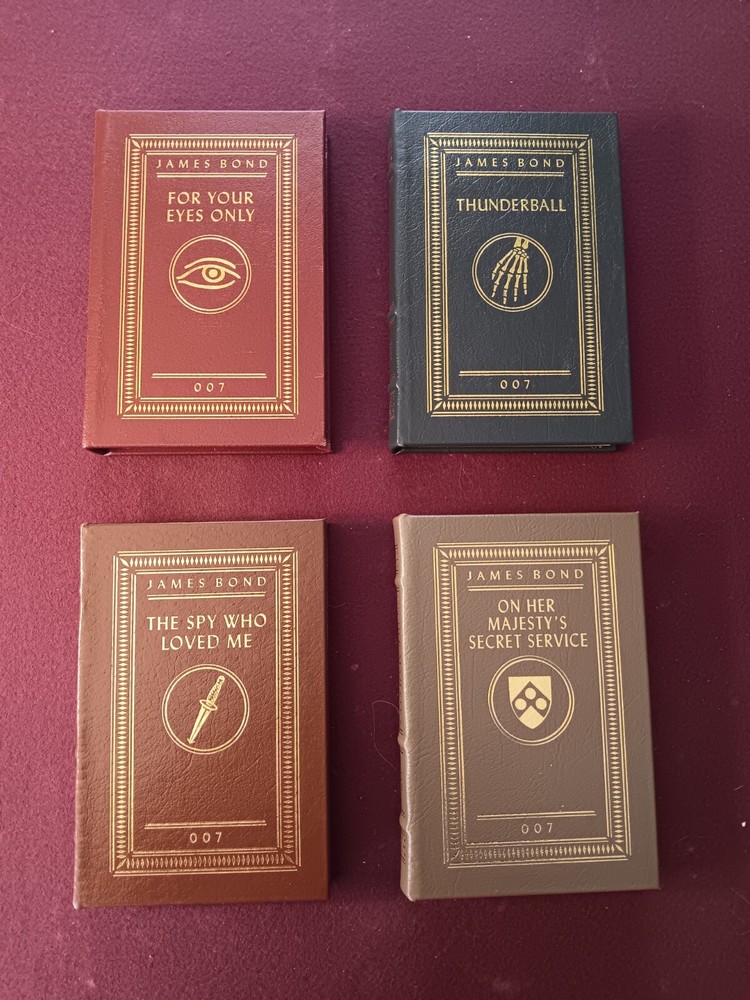 JAMES BOND
FOR YOUR
EYES ONLY
007
JAMES BOND
THUNDERBALL
007
JAMES BOND
THE SPY WHO
LOVED ME
007
JAMES BOND
ON HER
MAJESTY'S
SECRET SERVICE
007